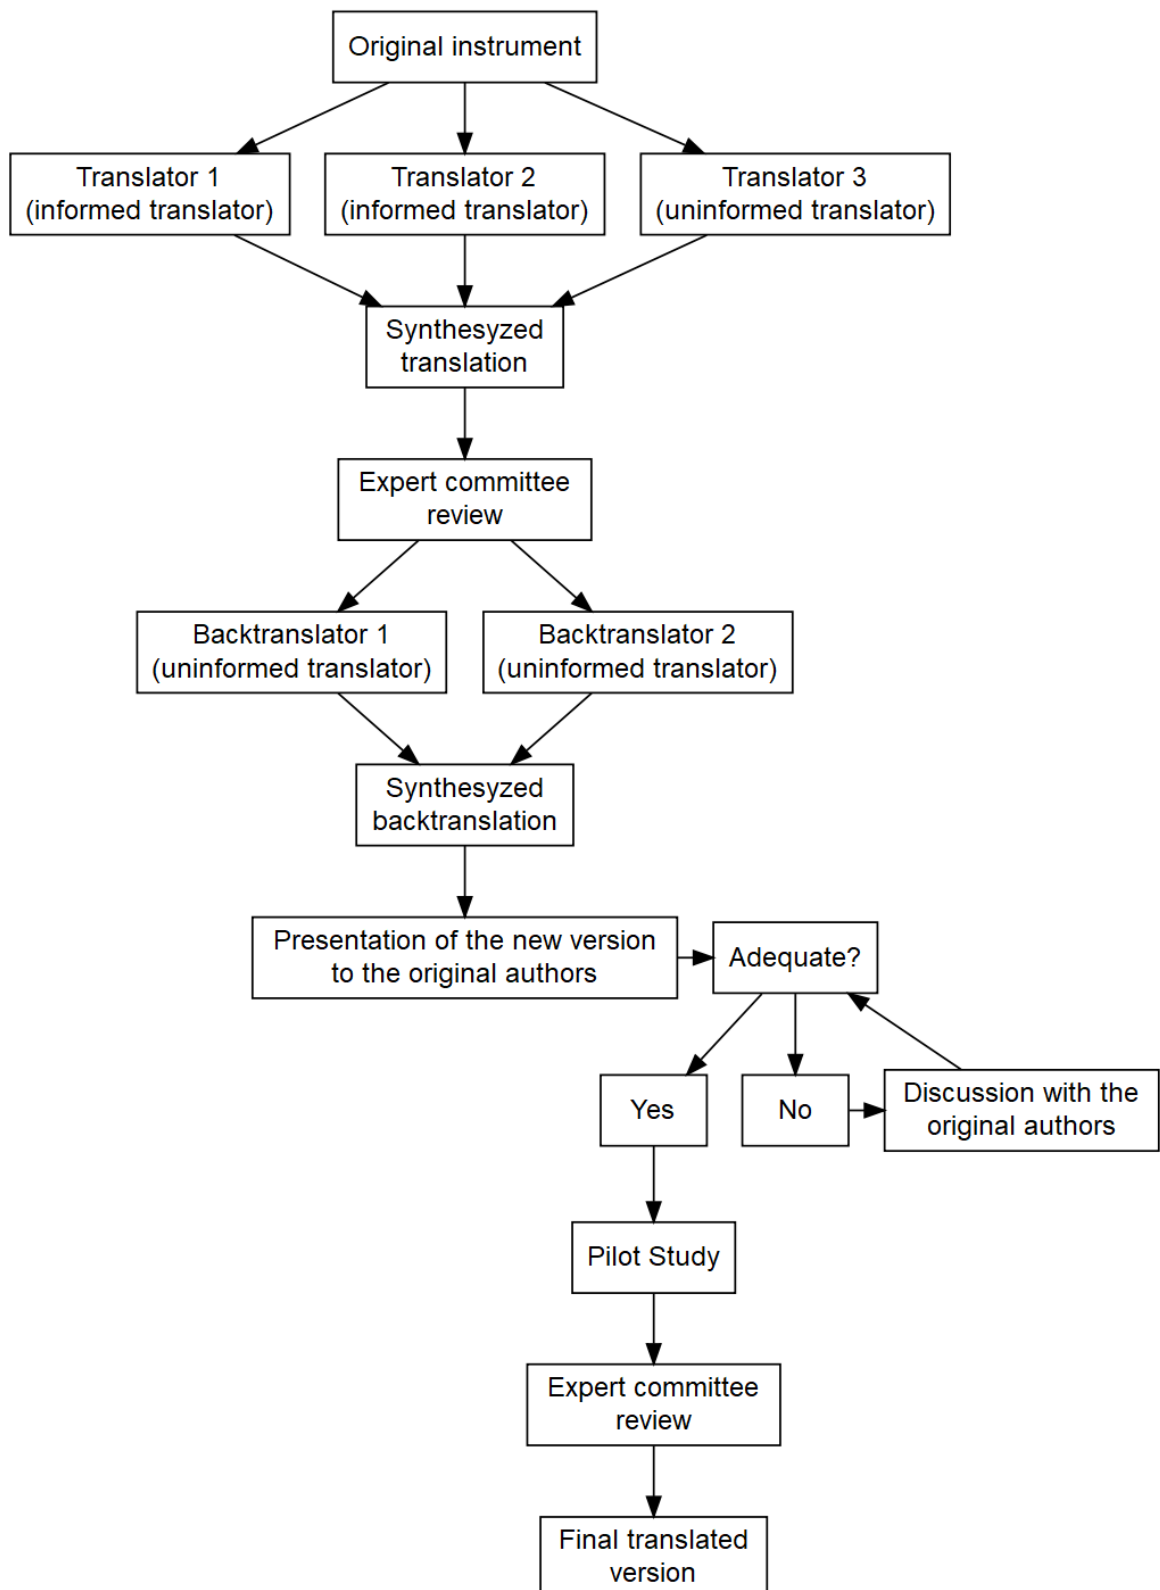 Original instrument
Translator 1
(informed translator)
Translator 2
(informed translator)
Translator 3
(uninformed translator)
Synthesyzed
translation
Expert committee
review
Backtranslator 1
(uninformed translator)
Backtranslator 2
(uninformed translator)
Synthesyzed
backtranslation
Presentation of the new version
to the original authors
Adequate?
Yes
No
Discussion with the
original authors
Pilot Study
Expert committee
review
Final translated
version